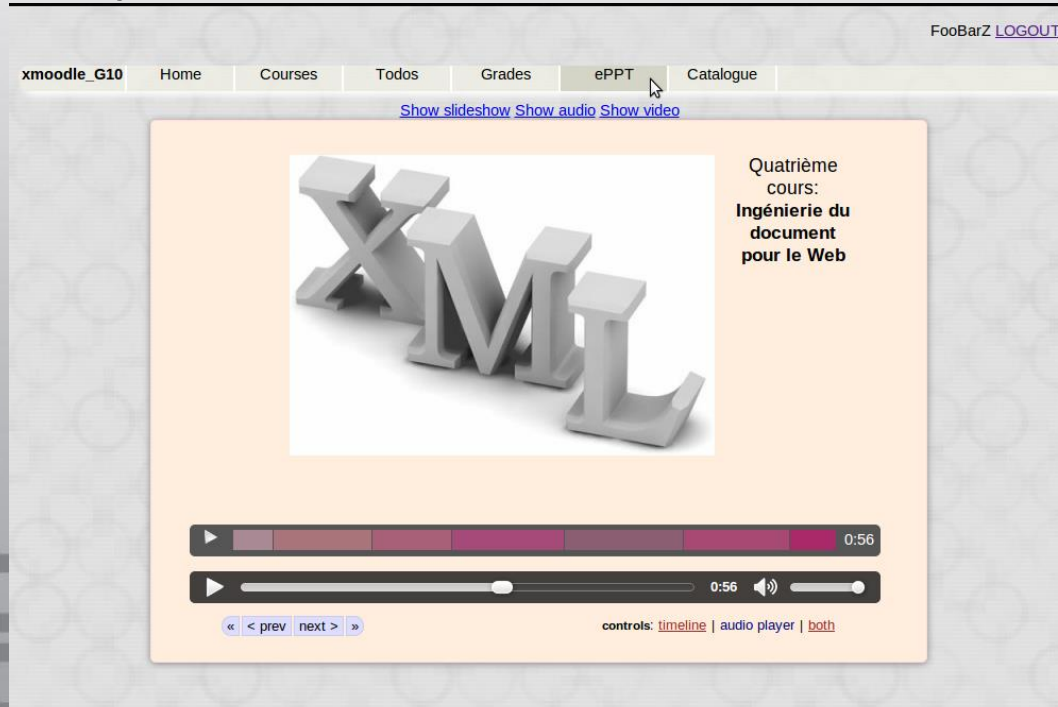 FooBarZ LOGOUT
xmoodle_G10 Home Courses Todos Grades ePPT Catalogue
Show slideshow Show audio Show video
XML
Quatrième
cours:
Ingénierie du
document
pour le Web
0:56
0:56
« < prev next > »
controls: timeline | audio player | both